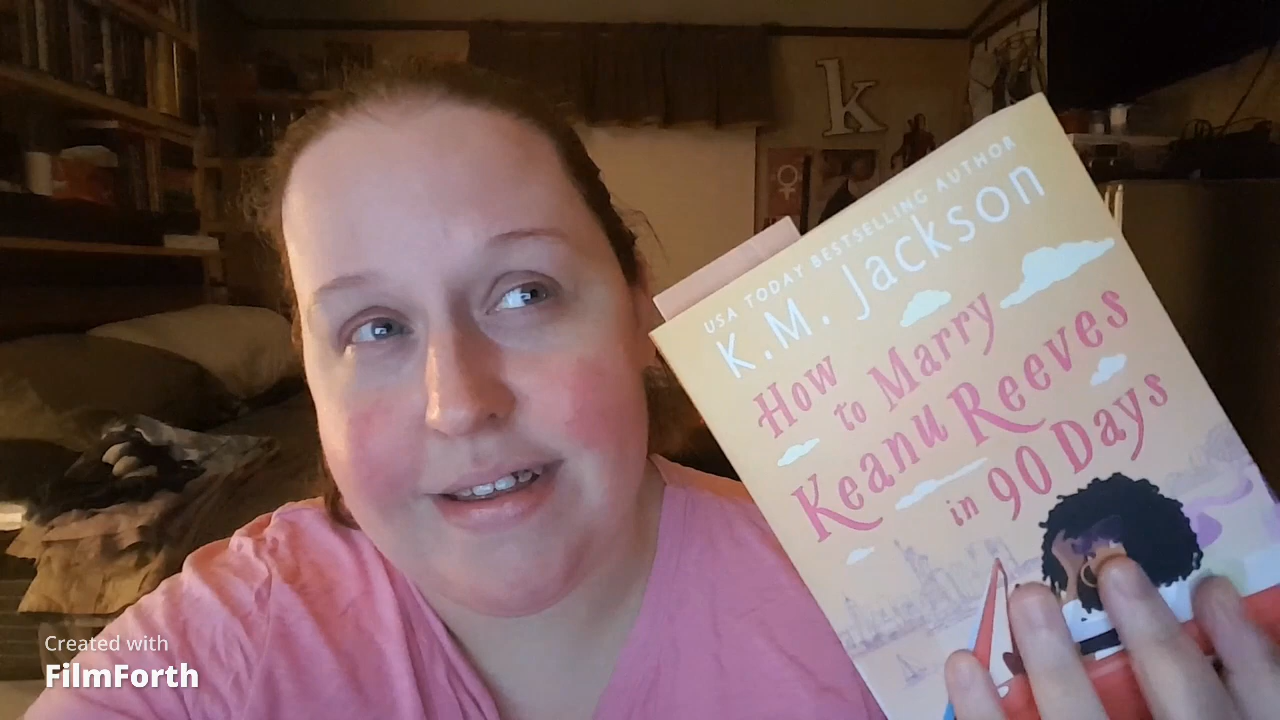 k
USA TODAY BESTSELLING AUTHOR
K.M. Jackson
How
to Marry
Keanu Reeves
in 90 Days
Created with
FilmForth